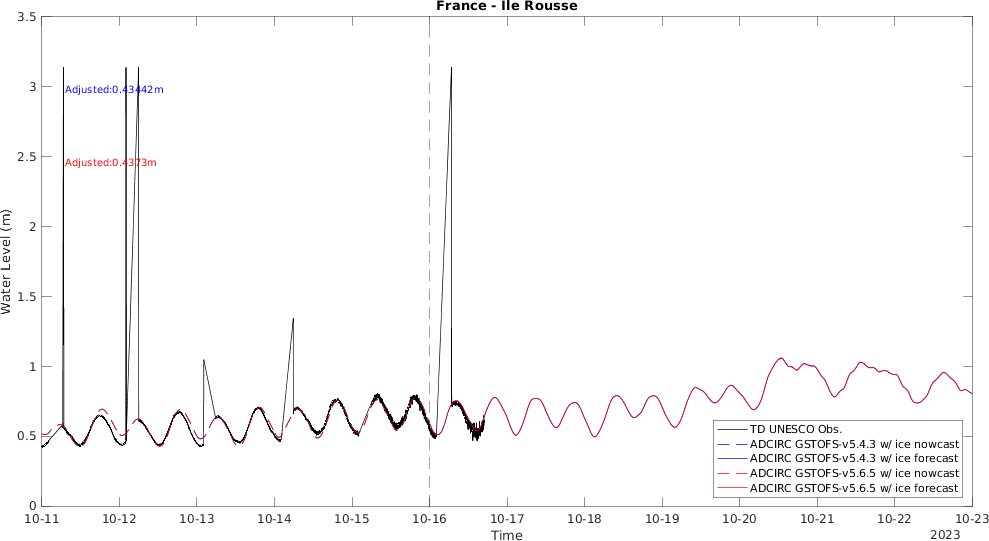 France - Ile Rousse
3.5
3
2.5
2
1.5
1
0.5
0
Water Level (m)
Adjusted:0.43442m
Adjusted:0.4373m
TD UNESCO Obs.
ADCIRC GSTOFS-v5.4.3 w/ ice nowcast
ADCIRC GSTOFS-v5.4.3 w/ ice forecast
ADCIRC GSTOFS-v5.6.5 w/ ice nowcast
ADCIRC GSTOFS-v5.6.5 w/ ice forecast
10-11 10-12 10-13 10-14 10-15 10-16 10-17 10-18 10-19 10-20 10-21 10-22 10-23
Time
2023